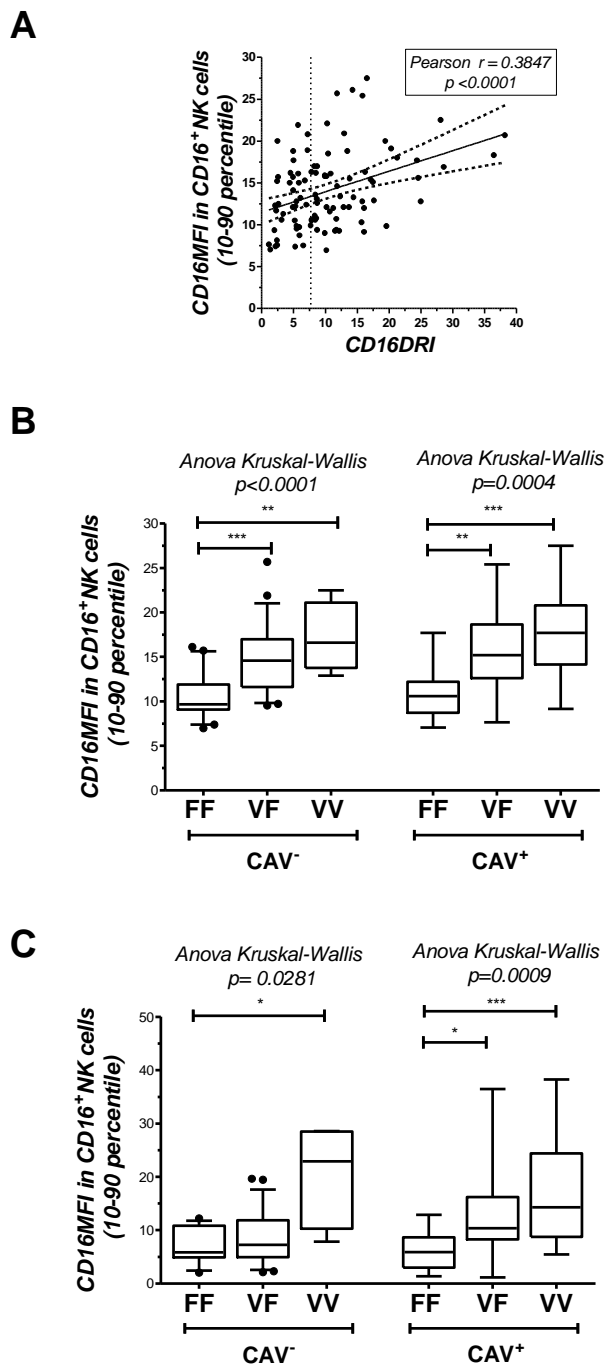 A
Pearson r = 0.3847
p <0.0001
CD16MFI in CD16+NK cells
(10-90 percentile)
30
25
20
15
10
5
0
0 5 10 15 20 25 30 35 40
CD16DRI
B
Anova Kruskal-Wallis
p<0.0001
Anova Kruskal-Wallis
p=0.0004
** 
***
***
**
CD16MFI in CD16+NK cells
(10-90 percentile)
30
25
20
15
10
5
0
FF VF VV FF VF VV
CAV- CAV+
C
Anova Kruskal-Wallis
p= 0.0281
Anova Kruskal-Wallis
p=0.0009
*
***
*
CD16MFI in CD16+NK cells
(10-90 percentile)
50
40
30
20
10
0
FF VF VV FF VF VV
CAV- CAV+